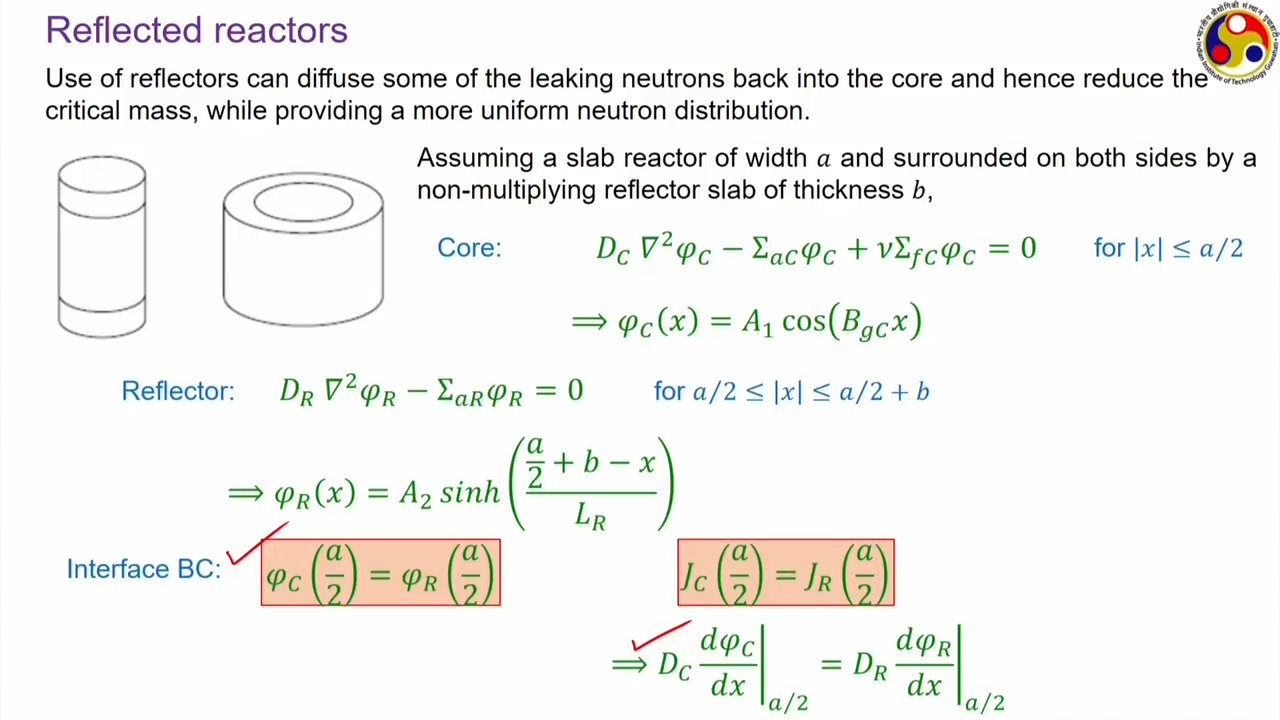 Reflected reactors
Use of reflectors can diffuse some of the leaking neutrons back into the core and hence reduce the
critical mass, while providing a more uniform neutron distribution.
Assuming a slab reactor of width a and surrounded on both sides by a
non-multiplying reflector slab of thickness b,
Core: D_C ∇²φ_C − Σ_aC φ_C + νΣ_fC φ_C = 0 for |x| ≤ a/2
⟹ φ_C(x) = A₁ cos(B_gC x)
Reflector: D_R ∇²φ_R − Σ_aR φ_R = 0 for a/2 ≤ |x| ≤ a/2 + b
⟹ φ_R(x) = A₂ sinh((a/2 + b − x)/L_R)
Interface BC: φ_C(a/2) = φ_R(a/2) J_C(a/2) = J_R(a/2)
⟹ D_C dφ_C/dx|_a/2 = D_R dφ_R/dx|_a/2